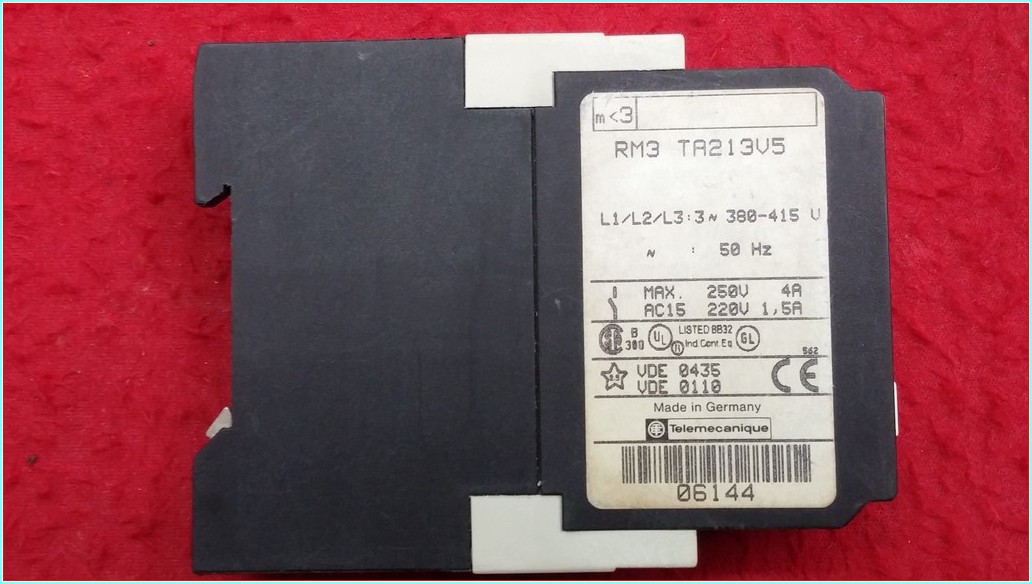 m<3
RM3 TA213V5
L1/L2/L3:3~ 380-415 V
~ : 50 Hz
MAX. 250V 4A
AC15 220V 1,5A
B 300 UL LISTED 8B32 Ind.Cont.Eq GL
562
VDE 0435 CE
VDE 0110
Made in Germany
Telemecanique
06144